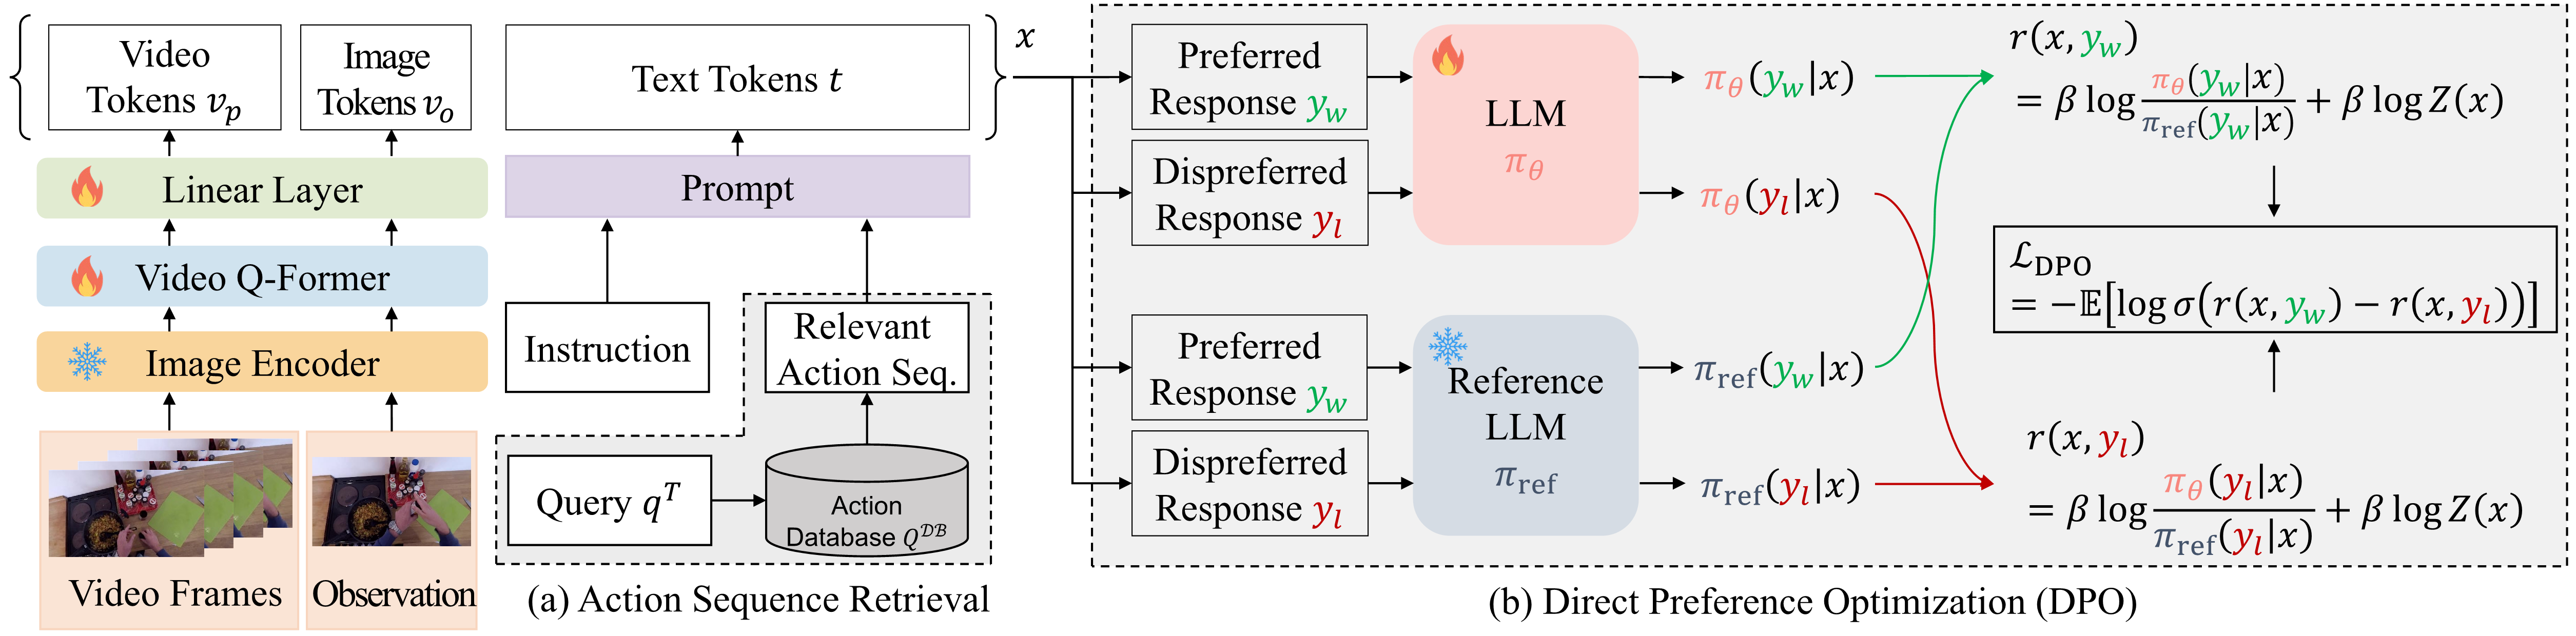 Video
Tokens $v_p$
Image
Tokens $v_o$
Text Tokens $t$
$x$
Linear Layer
Prompt
Video Q-Former
Image Encoder
Instruction
Relevant
Action Seq.
Query $q^T$
Action
Database $Q^{\mathcal{DB}}$
Video Frames
Observation
(a) Action Sequence Retrieval
Preferred
Response $y_w$
Dispreferred
Response $y_l$
LLM
$\pi_\theta$
$\pi_\theta(y_w|x)$
$\pi_\theta(y_l|x)$
Preferred
Response $y_w$
Dispreferred
Response $y_l$
Reference
LLM
$\pi_{\text{ref}}$
$\pi_{\text{ref}}(y_w|x)$
$\pi_{\text{ref}}(y_l|x)$
$r(x, y_w)$
$= \beta \log \frac{\pi_\theta(y_w|x)}{\pi_{\text{ref}}(y_w|x)} + \beta \log Z(x)$
$\mathcal{L}_{\text{DPO}}$
$= -\mathbb{E}[\log \sigma(r(x, y_w) - r(x, y_l))]$
$r(x, y_l)$
$= \beta \log \frac{\pi_\theta(y_l|x)}{\pi_{\text{ref}}(y_l|x)} + \beta \log Z(x)$
(b) Direct Preference Optimization (DPO)